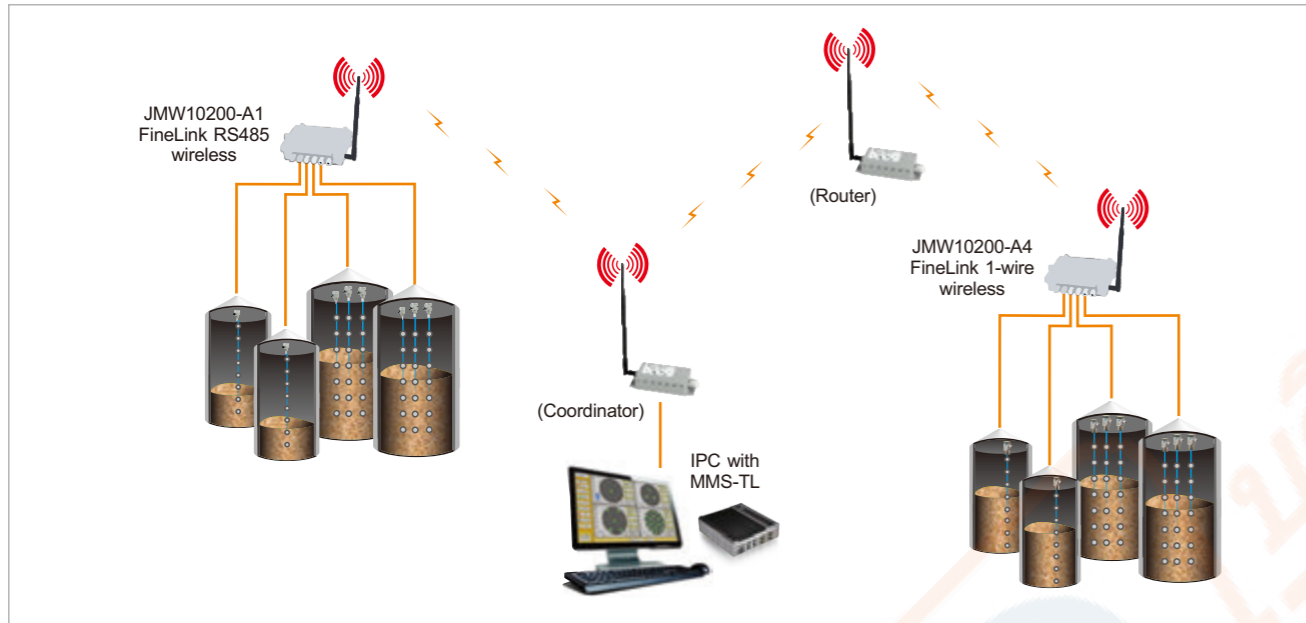 JMW10200-A1
FineLink RS485
wireless
(Router)
JMW10200-A4
FineLink 1-wire
wireless
(Coordinator)
IPC with
MMS-TL